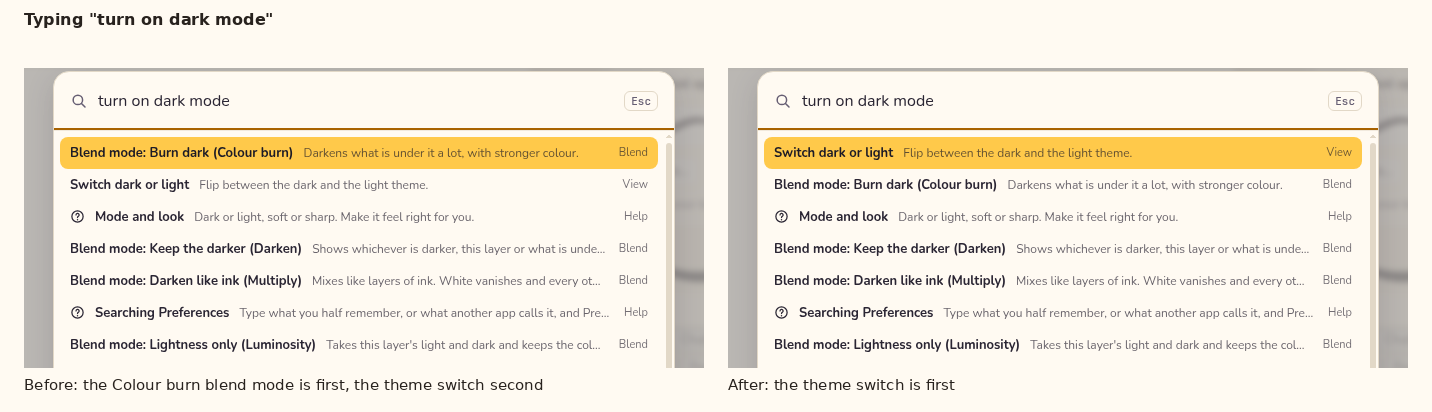 Typing "turn on dark mode"
turn on dark mode Esc
Blend mode: Burn dark (Colour burn) Darkens what is under it a lot, with stronger colour. Blend
Switch dark or light Flip between the dark and the light theme. View
Mode and look Dark or light, soft or sharp. Make it feel right for you. Help
Blend mode: Keep the darker (Darken) Shows whichever is darker, this layer or what is unde... Blend
Blend mode: Darken like ink (Multiply) Mixes like layers of ink. White vanishes and every ot... Blend
Searching Preferences Type what you half remember, or what another app calls it, and Pre... Help
Blend mode: Lightness only (Luminosity) Takes this layer's light and dark and keeps the col... Blend
Before: the Colour burn blend mode is first, the theme switch second
turn on dark mode Esc
Switch dark or light Flip between the dark and the light theme. View
Blend mode: Burn dark (Colour burn) Darkens what is under it a lot, with stronger colour. Blend
Mode and look Dark or light, soft or sharp. Make it feel right for you. Help
Blend mode: Keep the darker (Darken) Shows whichever is darker, this layer or what is unde... Blend
Blend mode: Darken like ink (Multiply) Mixes like layers of ink. White vanishes and every ot... Blend
Searching Preferences Type what you half remember, or what another app calls it, and Pre... Help
Blend mode: Lightness only (Luminosity) Takes this layer's light and dark and keeps the col... Blend
After: the theme switch is first